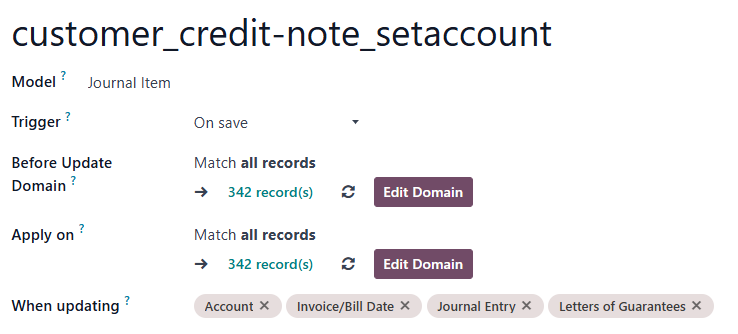 customer_credit-note_setaccount
Model ? Journal Item
Trigger ? On save
Before Update Domain ? Match all records
→ 342 record(s) Edit Domain
Apply on ? Match all records
→ 342 record(s) Edit Domain
When updating ? Account ✕ Invoice/Bill Date ✕ Journal Entry ✕ Letters of Guarantees ✕